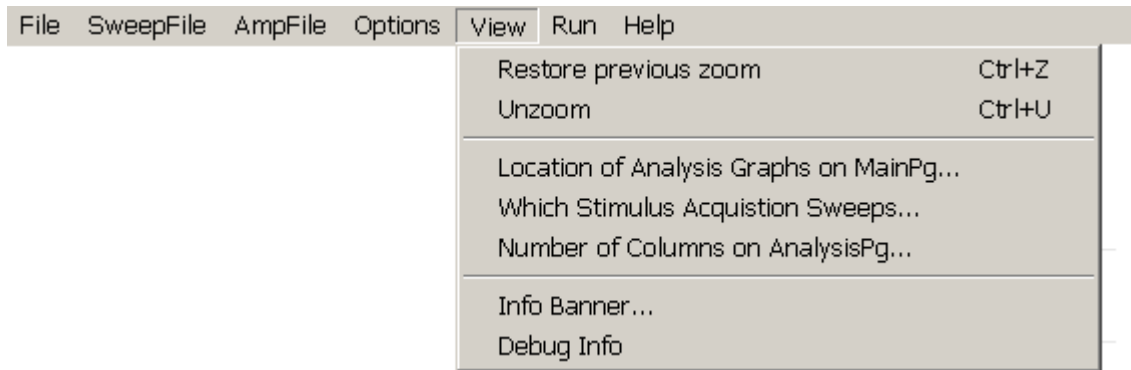 File SweepFile AmpFile Options View Run Help
Restore previous zoom Ctrl+Z
Unzoom Ctrl+U
Location of Analysis Graphs on MainPg...
Which Stimulus Acquistion Sweeps...
Number of Columns on AnalysisPg...
Info Banner...
Debug Info